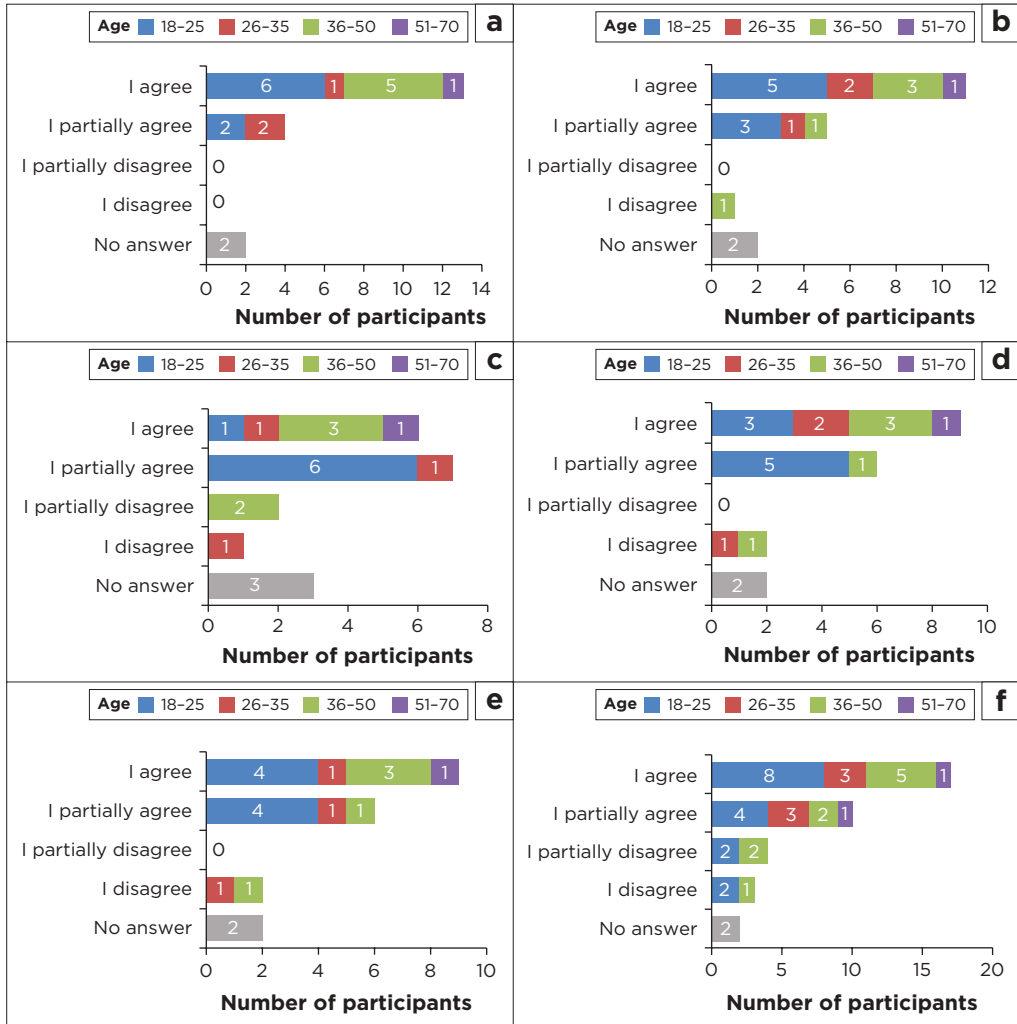 Age 18–25 26–35 36–50 51–70 a
I agree 6 1 5 1
I partially agree 2 2
I partially disagree 0
I disagree 0
No answer 2
0 2 4 6 8 10 12 14
Number of participants
Age 18–25 26–35 36–50 51–70 b
I agree 5 2 3 1
I partially agree 3 1 1
I partially disagree 0
I disagree 1
No answer 2
0 2 4 6 8 10 12
Number of participants
Age 18–25 26–35 36–50 51–70 c
I agree 1 1 3 1
I partially agree 6 1
I partially disagree 2
I disagree 1
No answer 3
0 2 4 6 8
Number of participants
Age 18–25 26–35 36–50 51–70 d
I agree 3 2 3 1
I partially agree 5 1
I partially disagree 0
I disagree 1 1
No answer 2
0 2 4 6 8 10
Number of participants
Age 18–25 26–35 36–50 51–70 e
I agree 4 1 3 1
I partially agree 4 1 1
I partially disagree 0
I disagree 1 1
No answer 2
0 2 4 6 8 10
Number of participants
Age 18–25 26–35 36–50 51–70 f
I agree 8 3 5 1
I partially agree 4 3 2 1
I partially disagree 2 2
I disagree 2 1
No answer 2
0 5 10 15 20
Number of participants